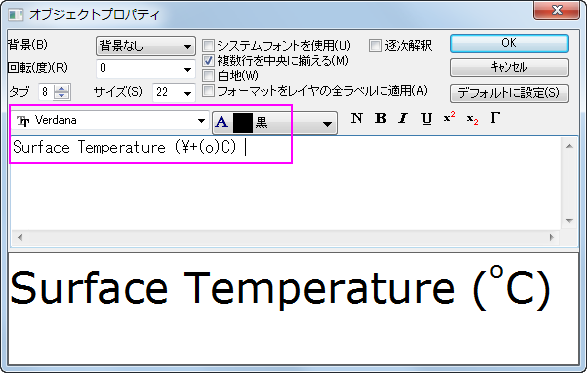 オブジェクトプロパティ
背景(B) 背景なし システムフォントを使用(U) 逐次解釈 OK
複数行を中央に揃える(M)
回転(度)(R) 0 白地(W) キャンセル
タブ 8 サイズ(S) 22 フォーマットをレイヤの全ラベルに適用(A) デフォルトに設定(S)
Verdana A 黒 N B I U x² x₂ Γ
Surface Temperature (¥+(o)C)
Surface Temperature (°C)